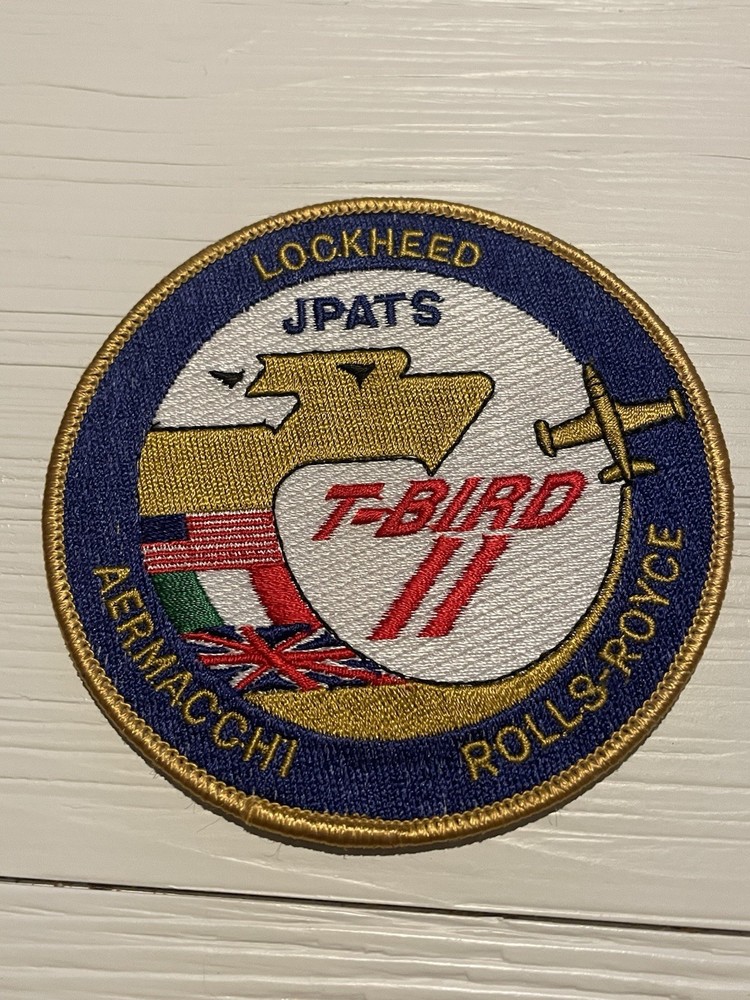 LOCKHEED
JPATS
T-BIRD
II
AERMACCHI
ROLLS-ROYCE